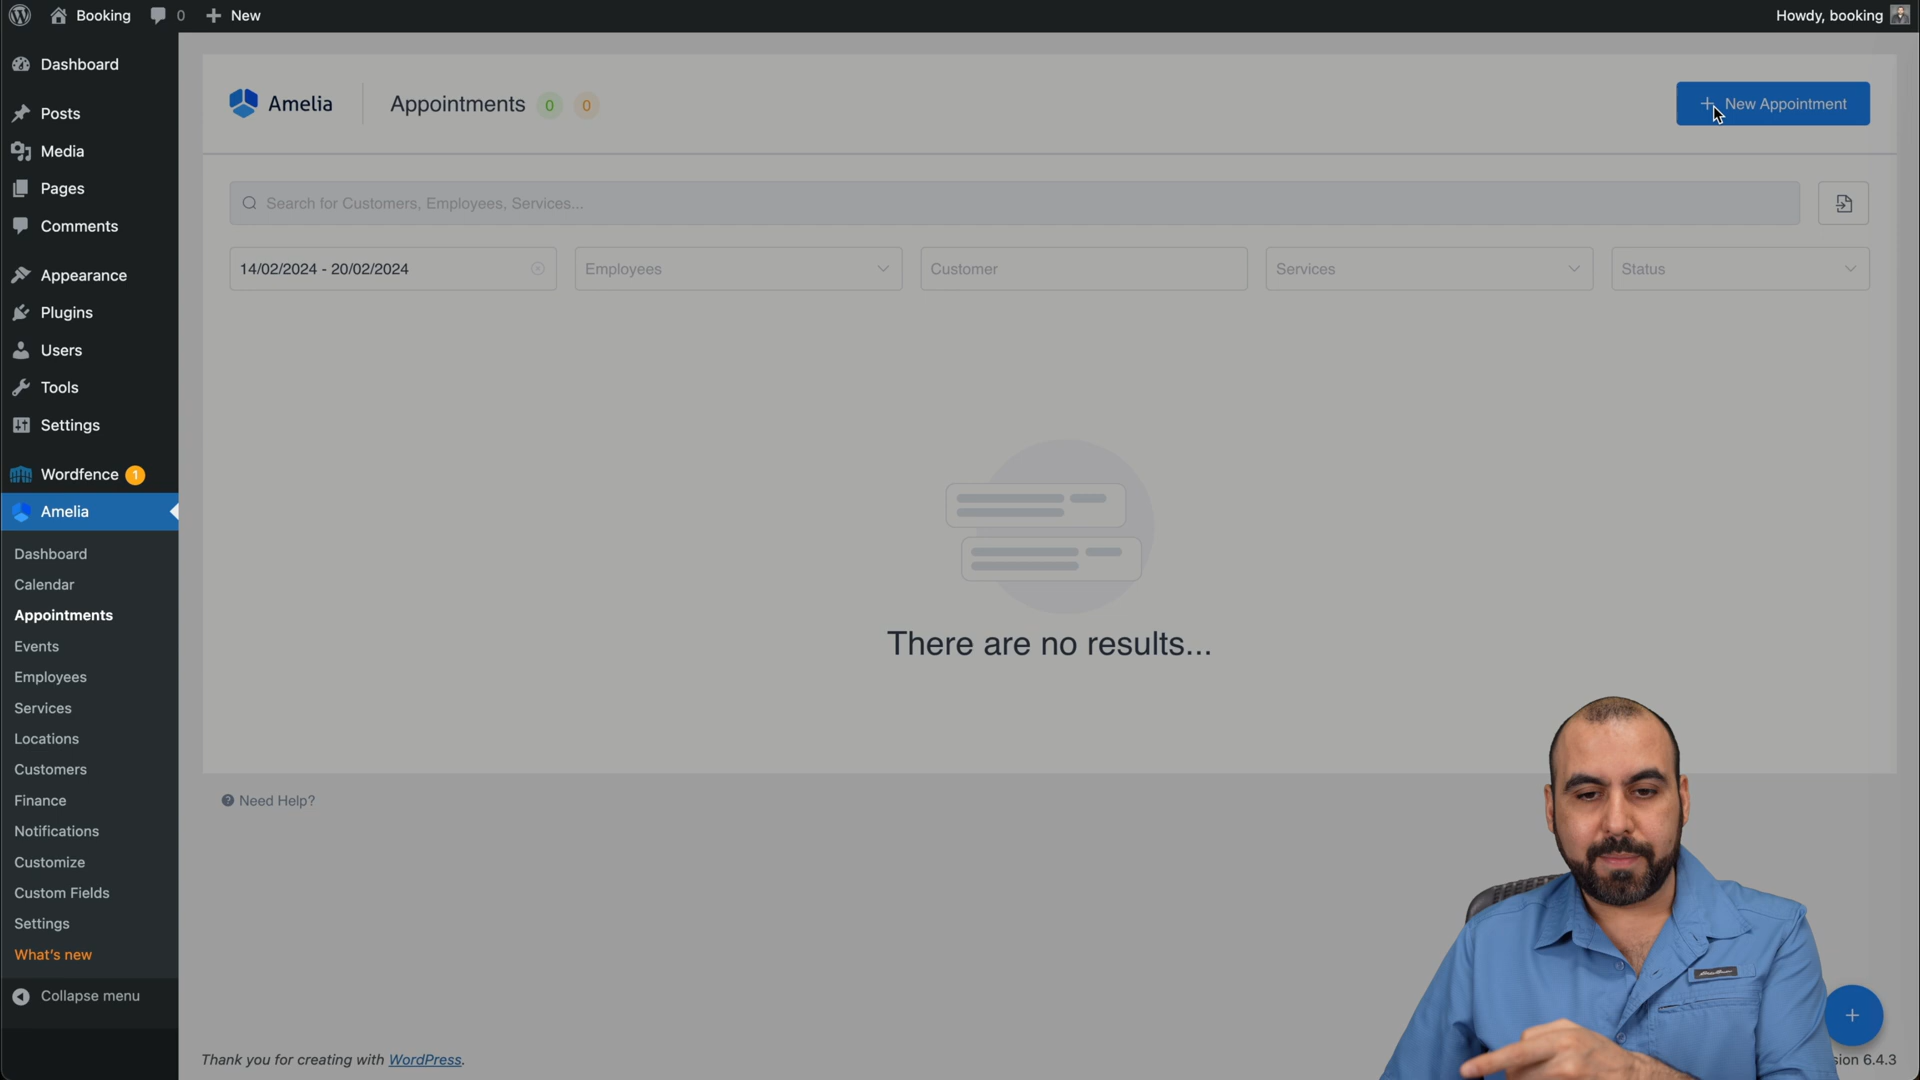 Booking
0
New
Howdy, booking
Dashboard
Posts
Media
Pages
Comments
Appearance
Plugins
Users
Tools
Settings
Wordfence 1
Amelia
Dashboard
Calendar
Appointments
Events
Employees
Services
Locations
Customers
Finance
Notifications
Customize
Custom Fields
Settings
What's new
Collapse menu
Amelia
Appointments 0 0
+ New Appointment
Search for Customers, Employees, Services...
14/02/2024 - 20/02/2024
Employees
Customer
Services
Status
There are no results...
Need Help?
+
Thank you for creating with WordPress.
6.4.3